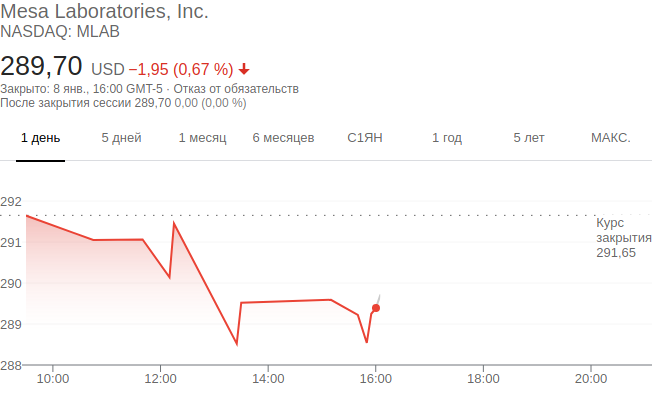 Mesa Laboratories, Inc.
NASDAQ: MLAB
289,70 USD −1,95 (0,67 %)
Закрыто: 8 янв., 16:00 GMT-5 · Отказ от обязательств
После закрытия сессии 289,70 0,00 (0,00 %)
1 день 5 дней 1 месяц 6 месяцев С1ЯН 1 год 5 лет МАКС.
292
Курс
закрытия
291,65
291
290
289
288
10:00 12:00 14:00 16:00 18:00 20:00